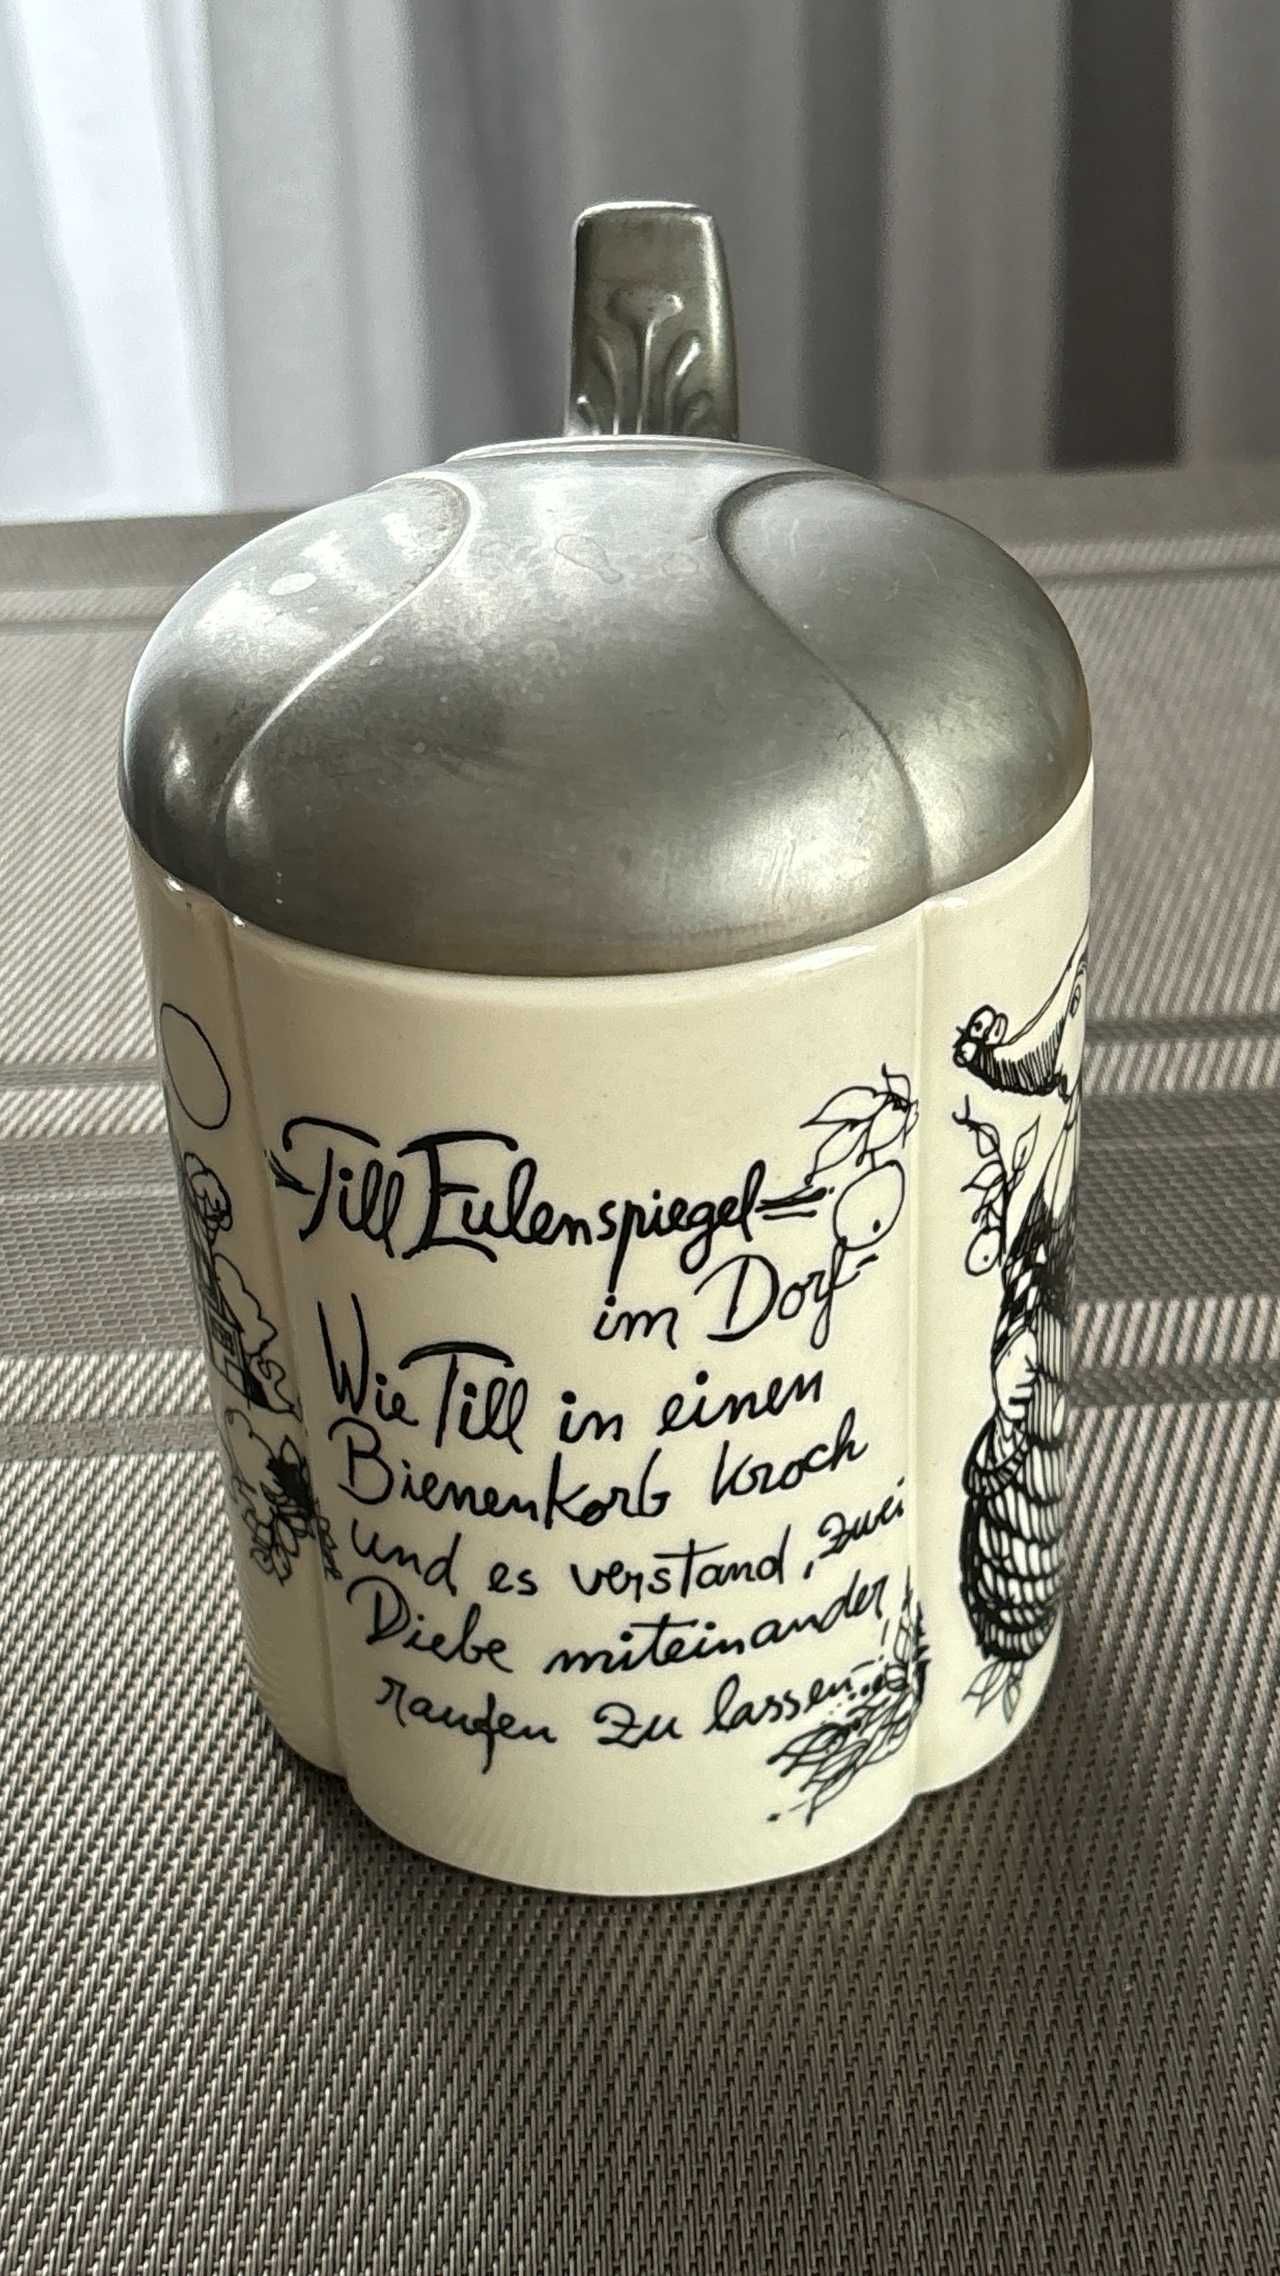 -Till Eulenspiegel=
im Dorf-
Wie Till in einen
Bienenkorb kroch
und es verstand, zwei
Diebe miteinander
raufen zu lassen...